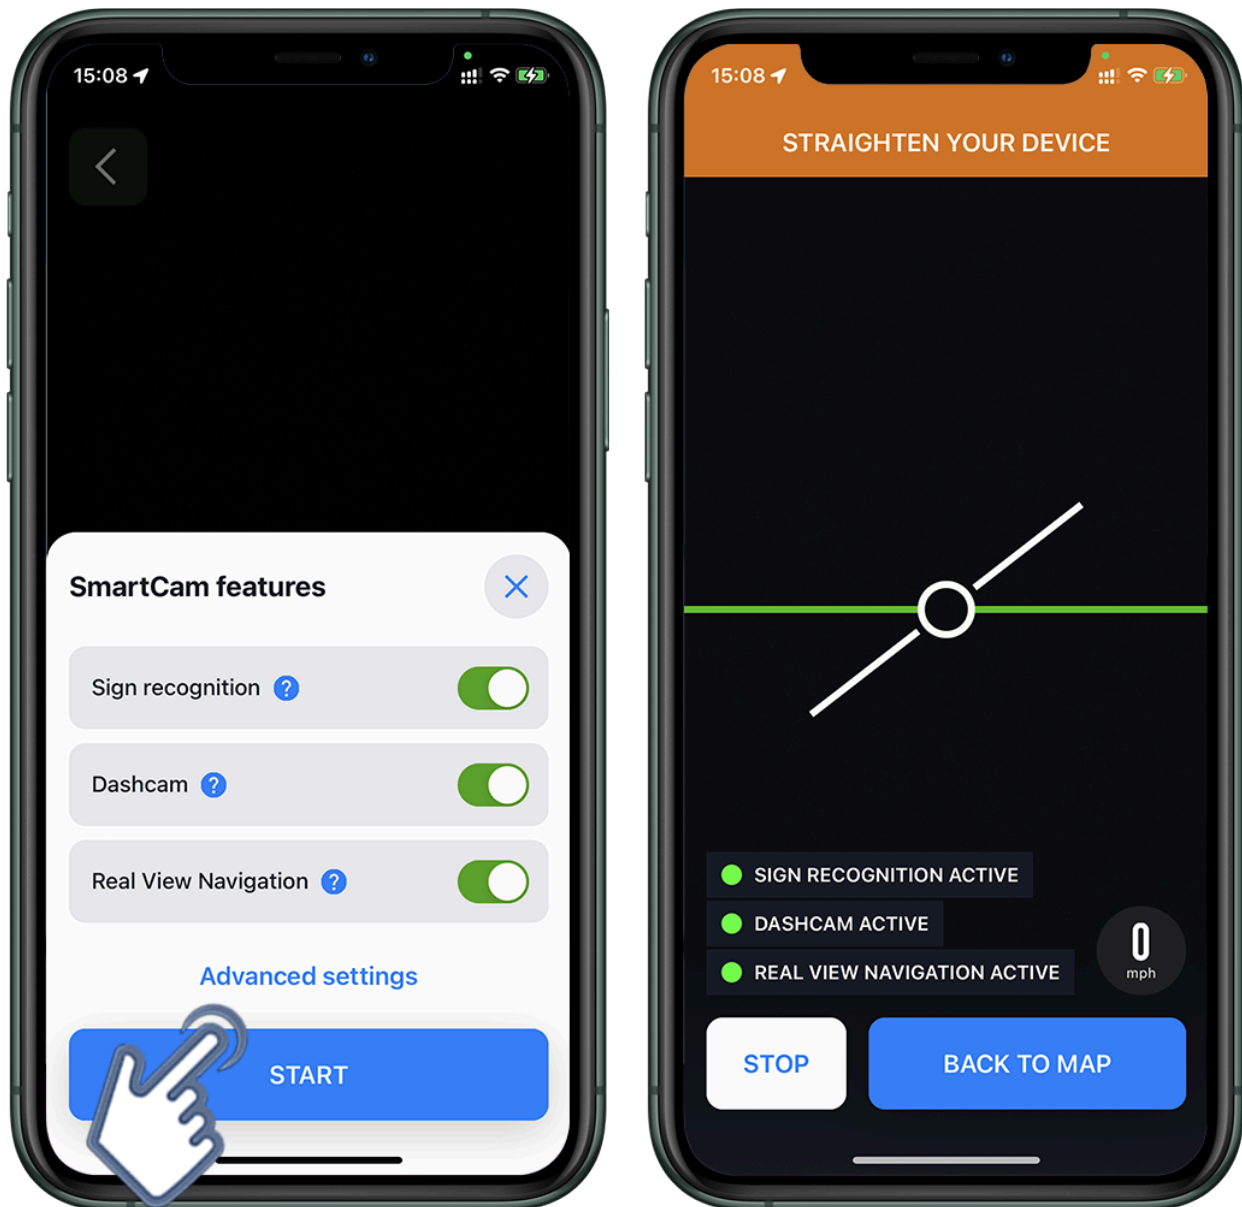 15:08
SmartCam features
Sign recognition ?
Dashcam ?
Real View Navigation ?
Advanced settings
START
15:08
STRAIGHTEN YOUR DEVICE
SIGN RECOGNITION ACTIVE
DASHCAM ACTIVE
REAL VIEW NAVIGATION ACTIVE
0
mph
STOP
BACK TO MAP